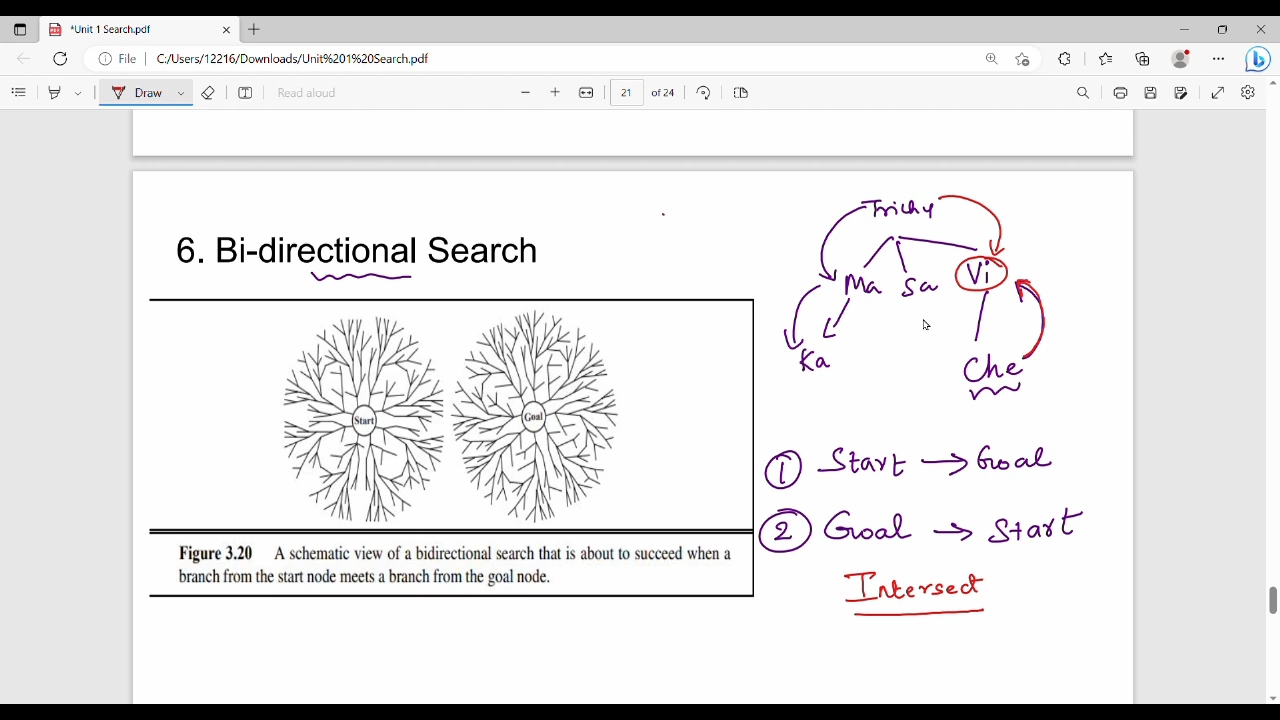 *Unit 1 Search.pdf
File
C:/Users/12216/Downloads/Unit%201%20Search.pdf
Draw
Read aloud
21 of 24
6. Bi-directional Search
Trichy
Ma Sa Vi
Ka
Che
Start
Goal
1 Start → Goal
2 Goal → Start
Intersect
Figure 3.20 A schematic view of a bidirectional search that is about to succeed when a
branch from the start node meets a branch from the goal node.